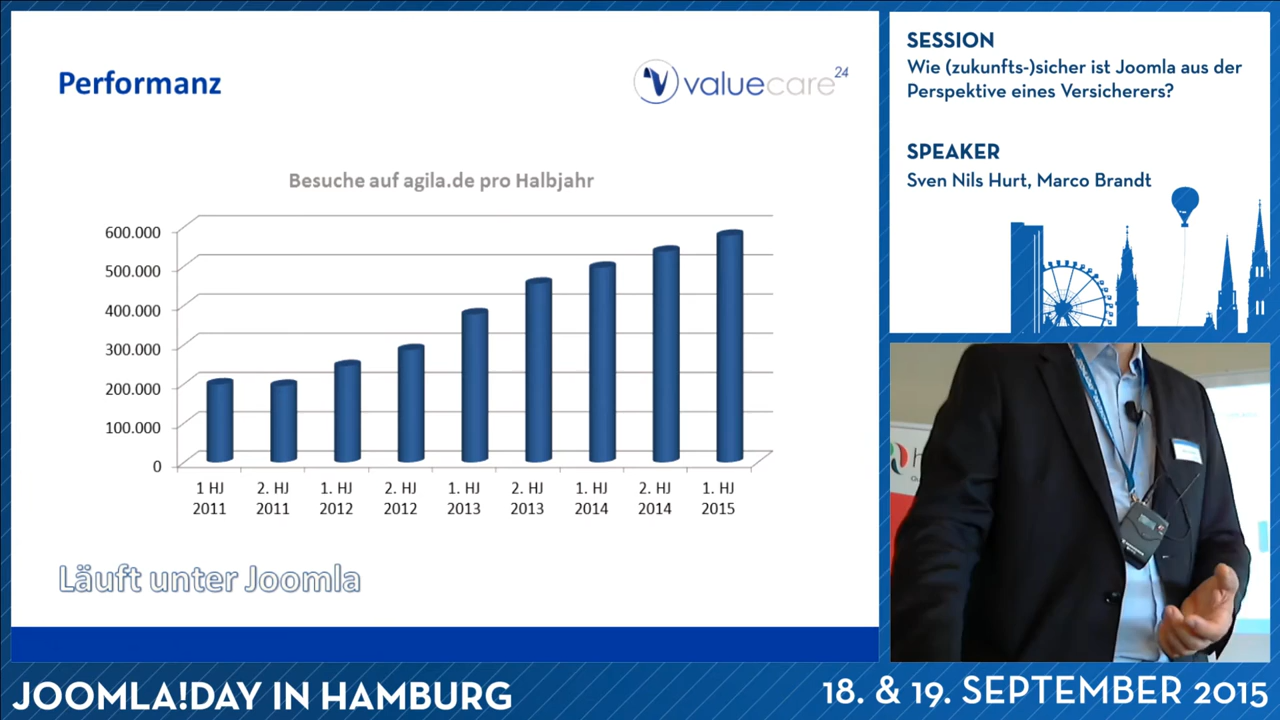 Performanz
valuecare24
Besuche auf agila.de pro Halbjahr
600.000
500.000
400.000
300.000
200.000
100.000
0
1 HJ 2. HJ 1. HJ 2. HJ 1. HJ 2. HJ 1. HJ 2. HJ 1. HJ
2011 2011 2012 2012 2013 2013 2014 2014 2015
Läuft unter Joomla
SESSION
Wie (zukunfts-)sicher ist Joomla aus der
Perspektive eines Versicherers?
SPEAKER
Sven Nils Hurt, Marco Brandt
JOOMLA!DAY IN HAMBURG
18. & 19. SEPTEMBER 2015